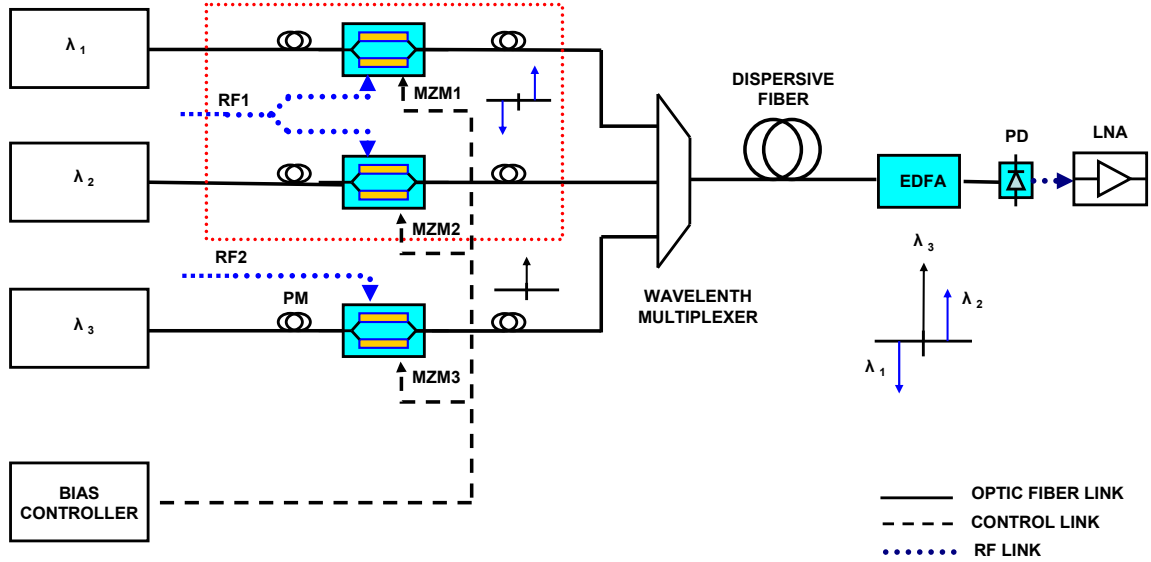 λ 1
RF1
MZM1
λ 2
MZM2
RF2
PM
λ 3
MZM3
BIAS
CONTROLLER
WAVELENTH
MULTIPLEXER
DISPERSIVE
FIBER
EDFA
PD
LNA
λ 3
λ 2
λ 1
OPTIC FIBER LINK
CONTROL LINK
RF LINK